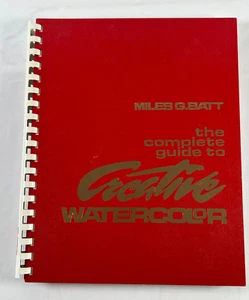 MILES G. BATT
the
complete
guide to
Creative
WATERCOLOR